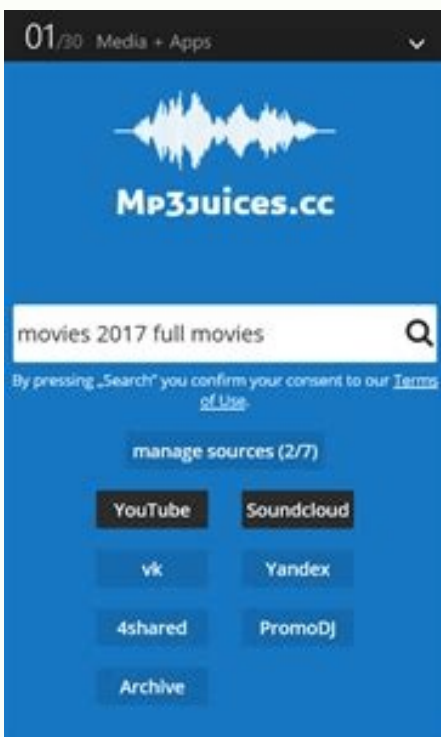 01/30 Media + Apps
Mp3juices.cc
movies 2017 full movies
By pressing „Search" you confirm your consent to our Terms
of Use.
manage sources (2/7)
YouTube Soundcloud
vk Yandex
4shared PromoDJ
Archive